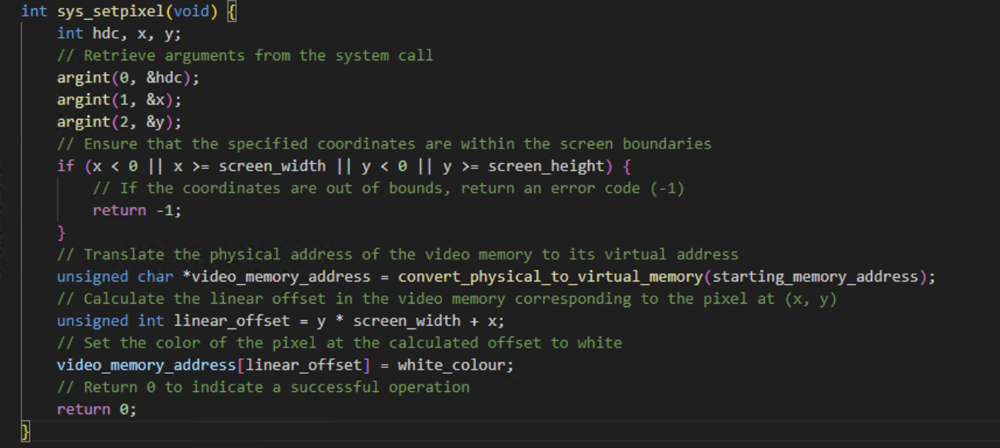 int sys_setpixel(void) {
    int hdc, x, y;
    // Retrieve arguments from the system call
    argint(0, &hdc);
    argint(1, &x);
    argint(2, &y);
    // Ensure that the specified coordinates are within the screen boundaries
    if (x < 0 || x >= screen_width || y < 0 || y >= screen_height) {
        // If the coordinates are out of bounds, return an error code (-1)
        return -1;
    }
    // Translate the physical address of the video memory to its virtual address
    unsigned char *video_memory_address = convert_physical_to_virtual_memory(starting_memory_address);
    // Calculate the linear offset in the video memory corresponding to the pixel at (x, y)
    unsigned int linear_offset = y * screen_width + x;
    // Set the color of the pixel at the calculated offset to white
    video_memory_address[linear_offset] = white_colour;
    // Return 0 to indicate a successful operation
    return 0;
}